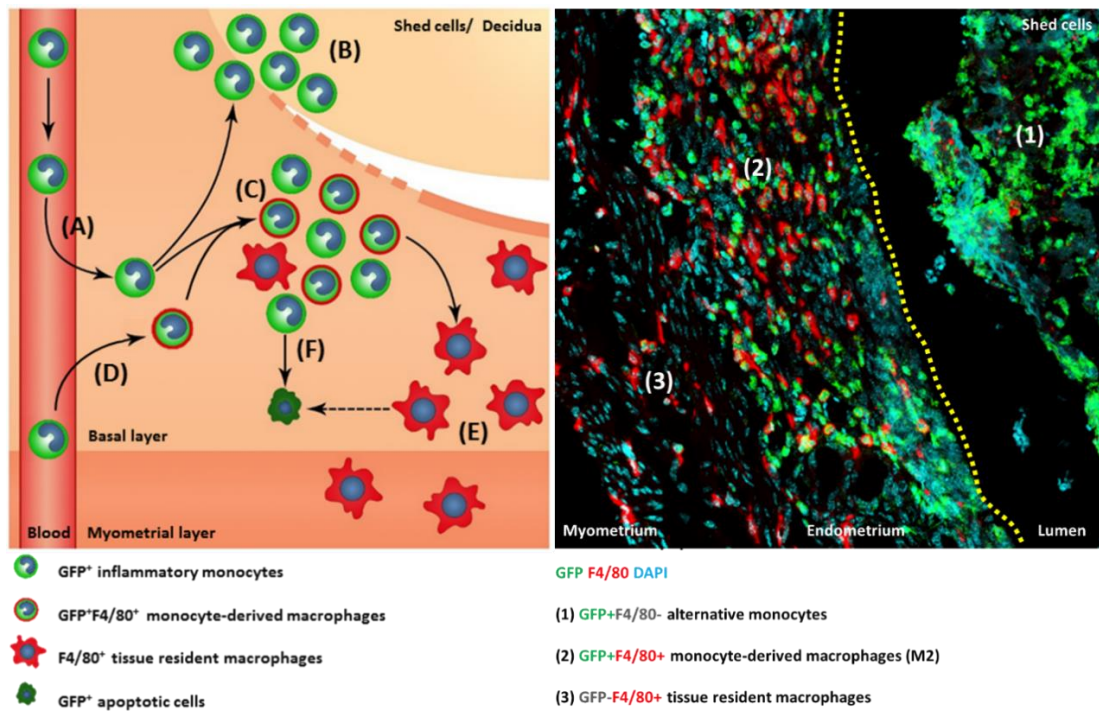 Shed cells/ Decidua
(B)
(A)
(C)
(D)
(F)
(E)
Basal layer
Blood
Myometrial layer
GFP⁺ inflammatory monocytes
GFP⁺F4/80⁺ monocyte-derived macrophages
F4/80⁺ tissue resident macrophages
GFP⁺ apoptotic cells
Shed cells
(1)
(2)
(3)
Myometrium
Endometrium
Lumen
GFP F4/80 DAPI
(1) GFP+F4/80- alternative monocytes
(2) GFP+F4/80+ monocyte-derived macrophages (M2)
(3) GFP-F4/80+ tissue resident macrophages